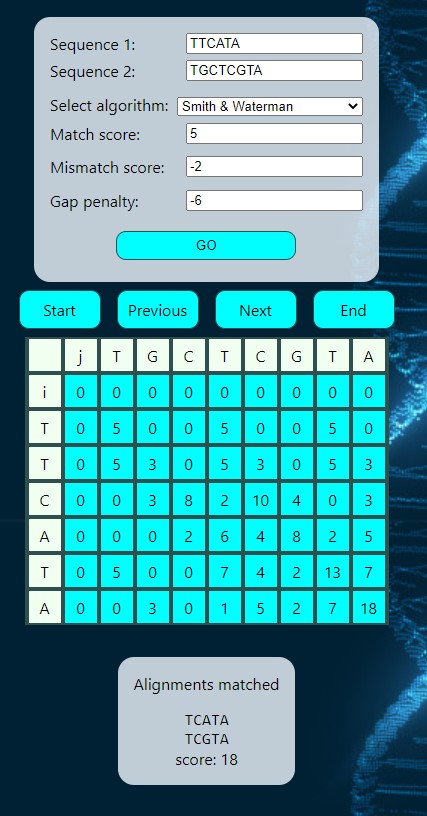 Sequence 1: TTCATA
Sequence 2: TGCTCGTA
Select algorithm: Smith & Waterman
Match score: 5
Mismatch score: -2
Gap penalty: -6
GO
Start Previous Next End
j T G C T C G T A
i 0 0 0 0 0 0 0 0 0
T 0 5 0 0 5 0 0 5 0
T 0 5 3 0 5 3 0 5 3
C 0 0 3 8 2 10 4 0 3
A 0 0 0 2 6 4 8 2 5
T 0 5 0 0 7 4 2 13 7
A 0 0 3 0 1 5 2 7 18
Alignments matched
TCATA
TCGTA
score: 18